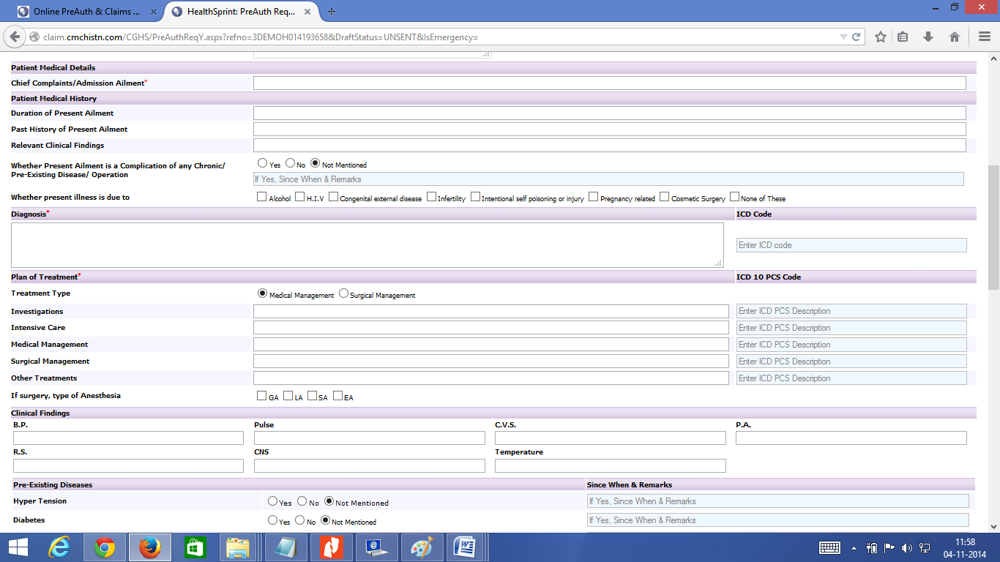 Online PreAuth & Claims ...
HealthSprint: PreAuth Req...
claim.cmchistn.com/CGHS/PreAuthReqY.aspx?refno=3DEMOH014193658&DraftStatus=UNSENT&IsEmergency=
Patient Medical Details
Chief Complaints/Admission Ailment*
Patient Medical History
Duration of Present Ailment
Past History of Present Ailment
Relevant Clinical Findings
Whether Present Ailment is a Complication of any Chronic/
Pre-Existing Disease/ Operation
Yes No Not Mentioned
If Yes, Since When & Remarks
Whether present illness is due to
Alcohol H.I.V Congenital external disease Infertility Intentional self poisoning or injury Pregnancy related Cosmetic Surgery None of These
Diagnosis* ICD Code
Enter ICD code
Plan of Treatment* ICD 10 PCS Code
Treatment Type Medical Management Surgical Management
Investigations Enter ICD PCS Description
Intensive Care Enter ICD PCS Description
Medical Management Enter ICD PCS Description
Surgical Management Enter ICD PCS Description
Other Treatments Enter ICD PCS Description
If surgery, type of Anesthesia GA LA SA EA
Clinical Findings
B.P. Pulse C.V.S. P.A.
R.S. CNS Temperature
Pre-Existing Diseases Since When & Remarks
Hyper Tension Yes No Not Mentioned If Yes, Since When & Remarks
Diabetes Yes No Not Mentioned If Yes, Since When & Remarks
11:58
04-11-2014